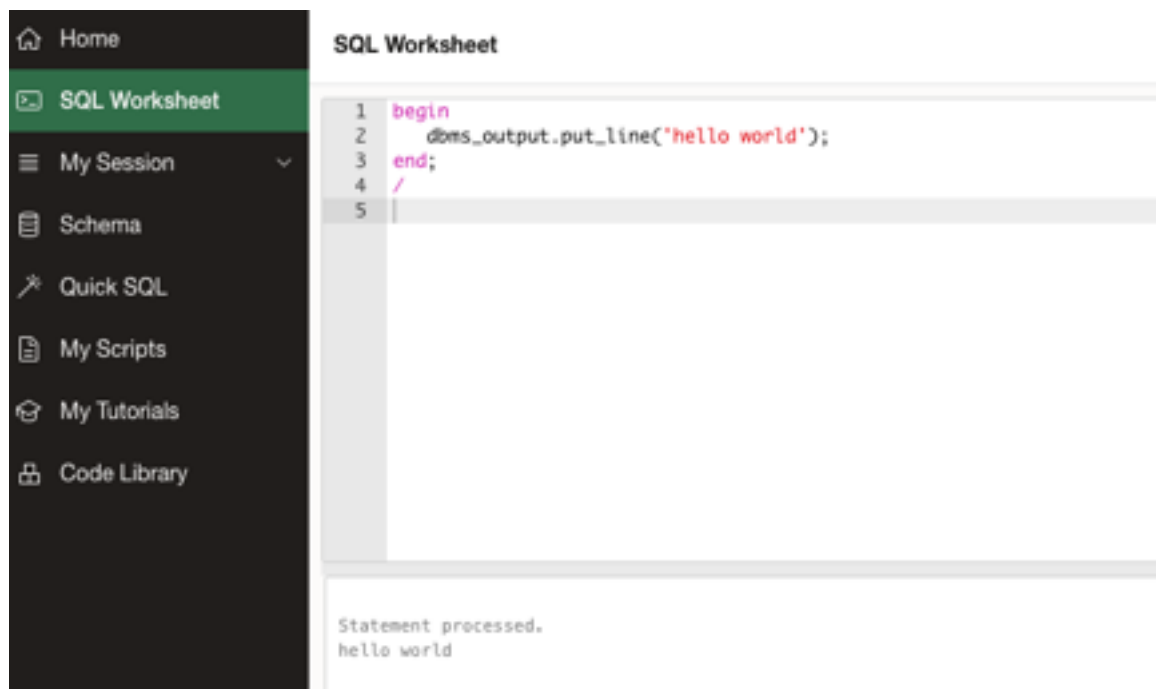 Home
SQL Worksheet
My Session
Schema
Quick SQL
My Scripts
My Tutorials
Code Library
SQL Worksheet
1 begin
2 dbms_output.put_line('hello world');
3 end;
4 /
5
Statement processed.
hello world